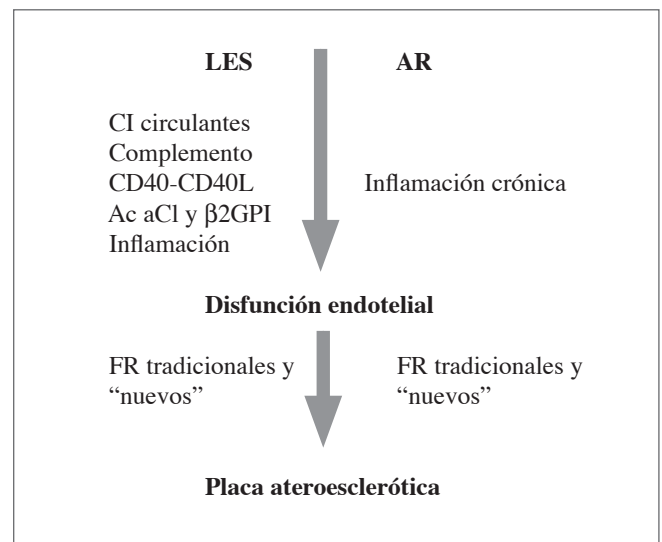 LES AR
CI circulantes
Complemento
CD40-CD40L
Ac aCl y β2GPI
Inflamación
Inflamación crónica
Disfunción endotelial
FR tradicionales y
“nuevos”
FR tradicionales y
“nuevos”
Placa ateroesclerótica